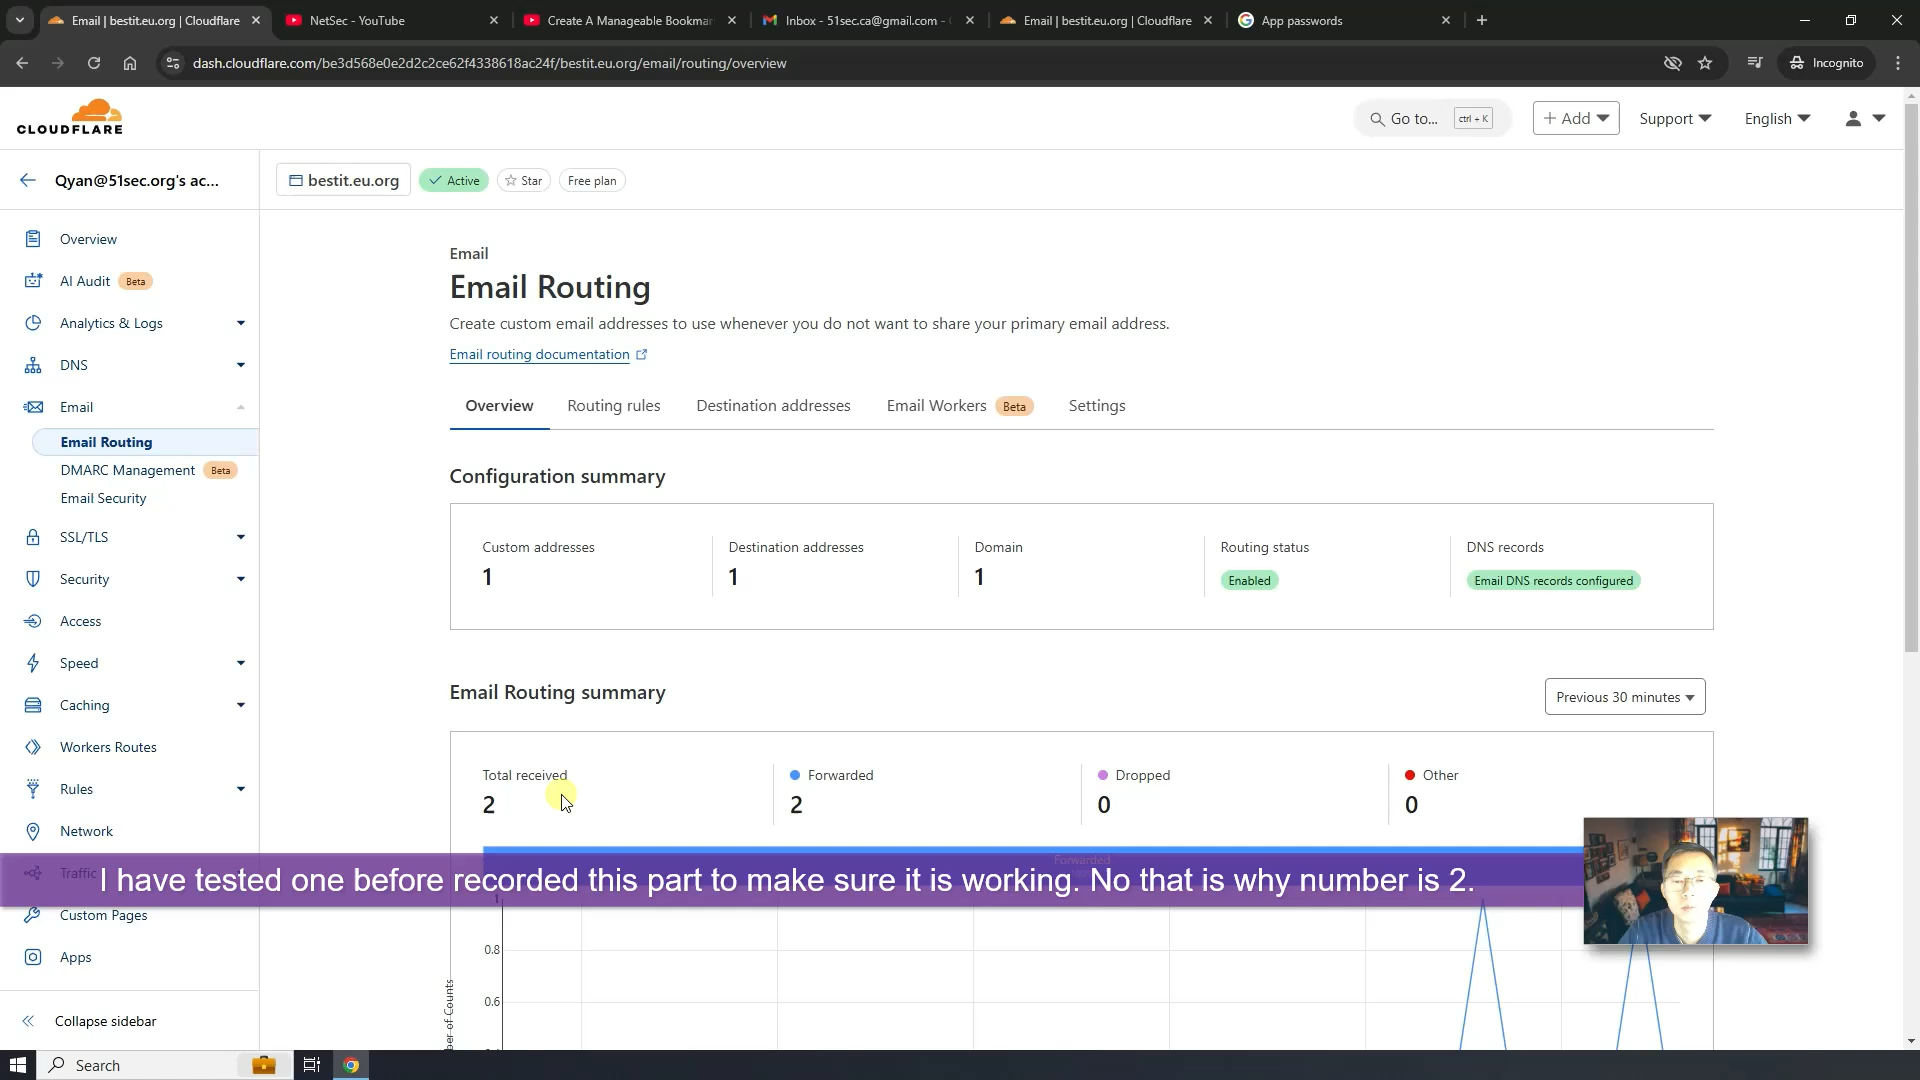 Email | bestit.eu.org | Cloudflare
NetSec - YouTube
Create A Manageable Bookmar
Inbox - 51sec.ca@gmail.com -
Email | bestit.eu.org | Cloudflare
App passwords
dash.cloudflare.com/be3d568e0e2d2c2ce62f4338618ac24f/bestit.eu.org/email/routing/overview
Incognito
CLOUDFLARE
Go to... ctrl + K
+ Add
Support
English
Qyan@51sec.org's ac...
bestit.eu.org
Active
Star
Free plan
Overview
AI Audit Beta
Analytics & Logs
DNS
Email
Email Routing
DMARC Management Beta
Email Security
SSL/TLS
Security
Access
Speed
Caching
Workers Routes
Rules
Network
Traffic
Custom Pages
Apps
Collapse sidebar
Email
Email Routing
Create custom email addresses to use whenever you do not want to share your primary email address.
Email routing documentation
Overview
Routing rules
Destination addresses
Email Workers Beta
Settings
Configuration summary
Custom addresses
1
Destination addresses
1
Domain
1
Routing status
Enabled
DNS records
Email DNS records configured
Email Routing summary
Previous 30 minutes
Total received
2
Forwarded
2
Dropped
0
Other
0
Forwarded
I have tested one before recorded this part to make sure it is working. No that is why number is 2.
1
0.8
0.6
ber of Counts
Search